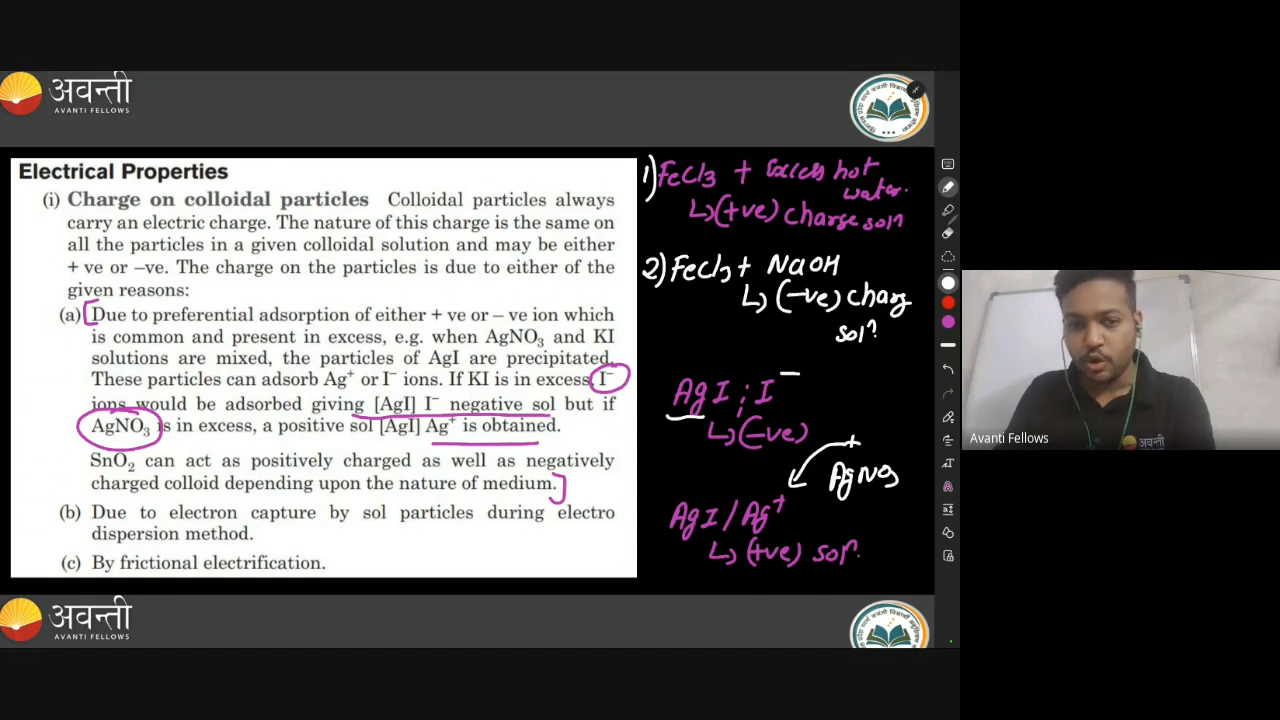 अवन्ती
AVANTI FELLOWS
Electrical Properties
(i) Charge on colloidal particles Colloidal particles always
carry an electric charge. The nature of this charge is the same on
all the particles in a given colloidal solution and may be either
+ ve or –ve. The charge on the particles is due to either of the
given reasons:
(a) Due to preferential adsorption of either + ve or – ve ion which
is common and present in excess, e.g. when AgNO₃ and KI
solutions are mixed, the particles of AgI are precipitated.
These particles can adsorb Ag⁺ or I⁻ ions. If KI is in excess, I⁻
ions would be adsorbed giving [AgI] I⁻ negative sol but if
AgNO₃ is in excess, a positive sol [AgI] Ag⁺ is obtained.
SnO₂ can act as positively charged as well as negatively
charged colloid depending upon the nature of medium.
(b) Due to electron capture by sol particles during electro
dispersion method.
(c) By frictional electrification.
1) FeCl3 + excess hot
water.
↳ (+ve) charge solⁿ
2) FeCl3 + NaOH
↳ (-ve) charg
solⁿ
AgI ; I⁻
↳ (-ve)
+
AgNO3
AgI / Ag⁺
↳ (+ve) solⁿ.
Avanti Fellows
अवन्ती
अवन्ती
AVANTI FELLOWS